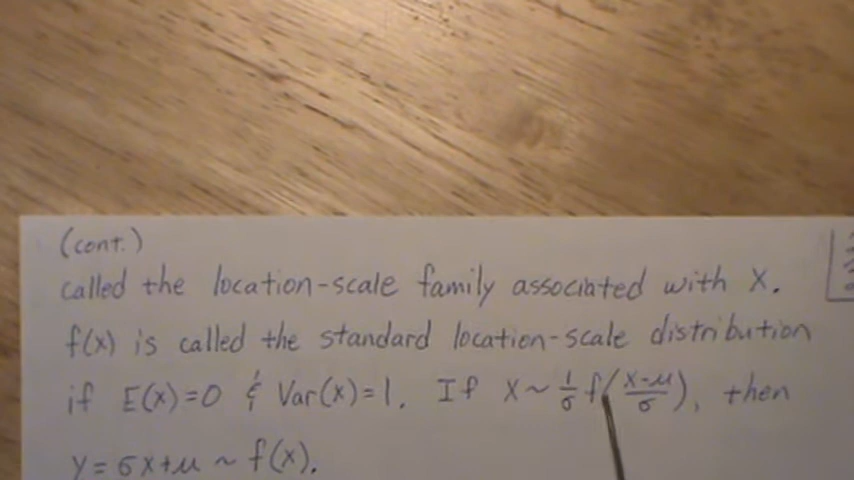 (cont.)
called the location-scale family associated with X.
f(x) is called the standard location-scale distribution
if E(x)=0 & Var(x)=1. If X ~ 1/σ f((x-μ)/σ), then
y = σx+μ ~ f(x).